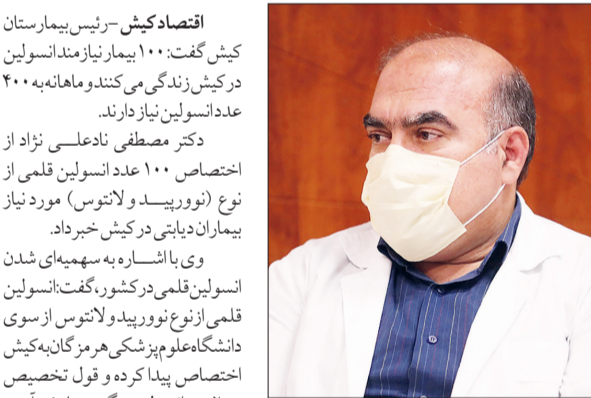 اقتصاد کیش - رئیس بیمارستان
کیش گفت: ۱۰۰ بیمار نیازمند انسولین
در کیش زندگی می کنند و ماهانه به ۴۰۰
عدد انسولین نیاز دارند.
دکتر مصطفی نادعلـــی نژاد از
اختصاص ۱۰۰ عدد انسولین قلمی از
نوع (نووریپـــد و لانتوس) مورد نیاز
بیماران دیابتی در کیش خبر داد.
وی با اشـــاره به سهمیه‌ای شدن
انسولین قلمی در کشور، گفت: انسولین
قلمی از نوع نوورپید و لانتوس از سوی
دانشگاه علوم پزشکی هرمزگان به کیش
اختصاص پیدا کرده و قول تخصیص